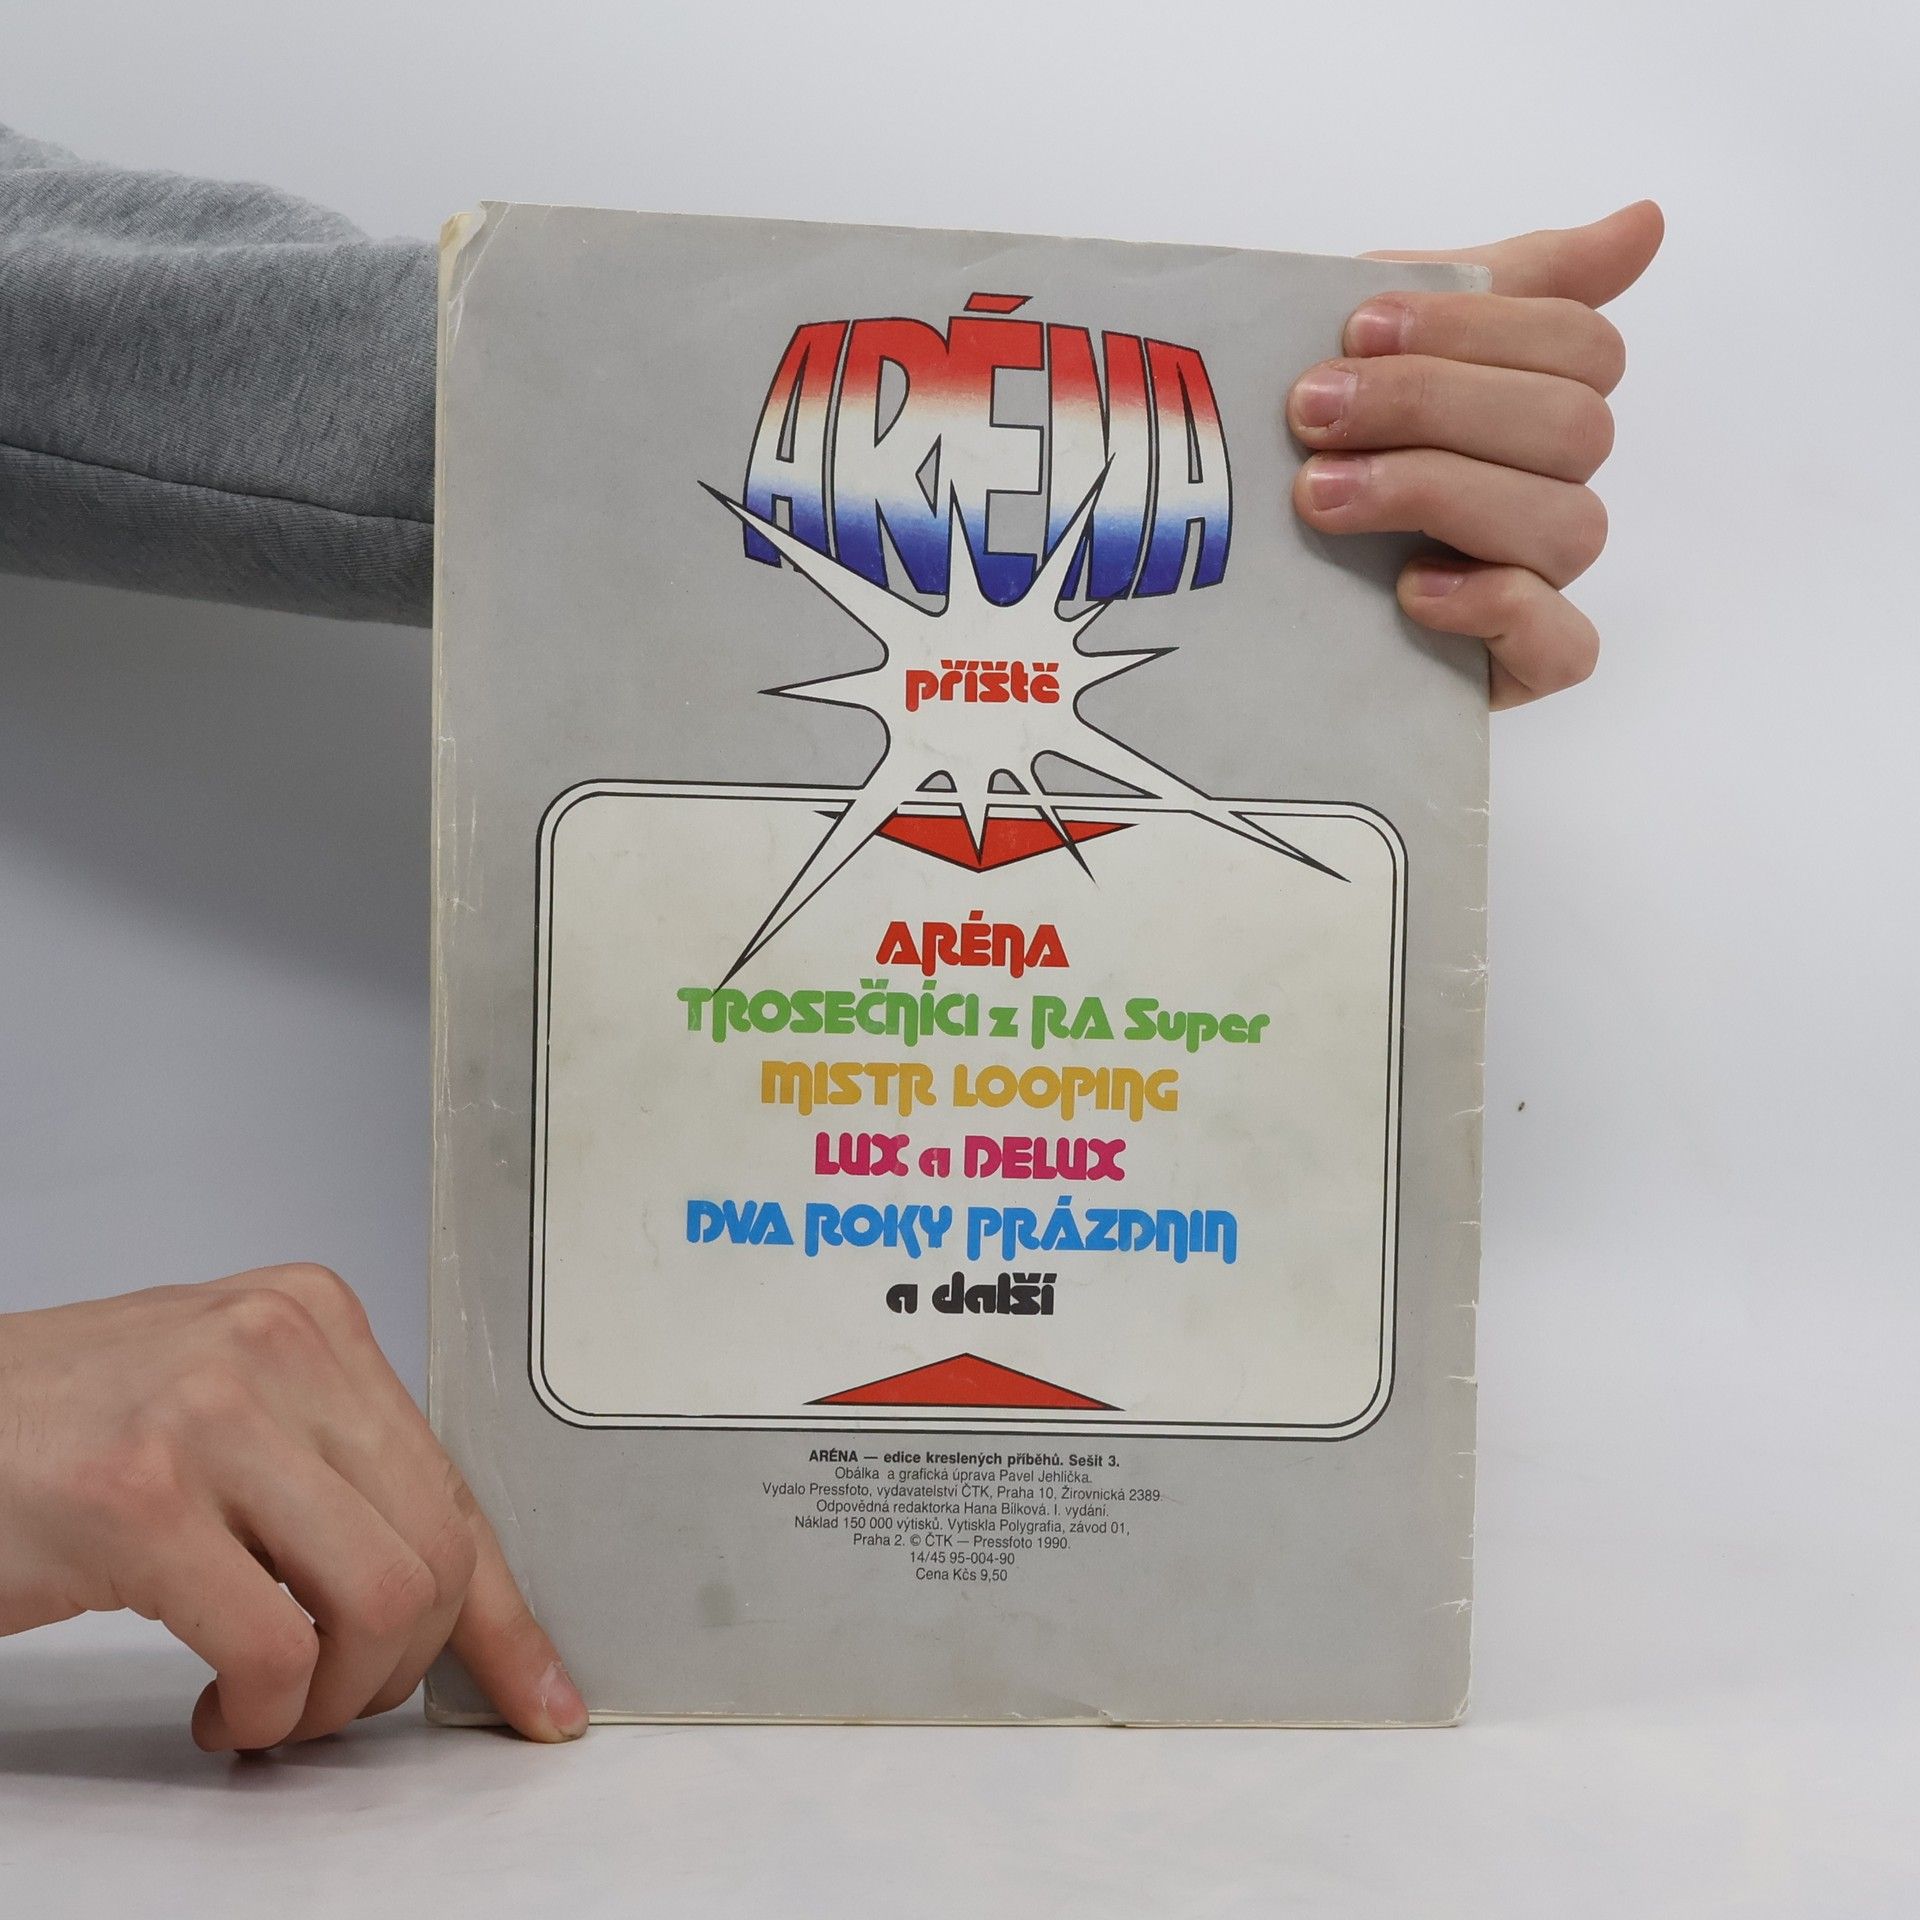 ARÉNA
příště
ARÉNA
TROSEČNÍCI z RA Super
MISTR LOOPING
LUX a DELUX
DVA ROKY PRÁZDNIN
a další
ARÉNA — edice kreslených příběhů. Sešit 3.
Obálka a grafická úprava Pavel Jehlička.
Vydalo Pressfoto, vydavatelství ČTK, Praha 10, Žirovnická 2389.
Odpovědná redaktorka Hana Bílková. I. vydání.
Náklad 150 000 výtisků. Vytiskla Polygrafia, závod 01,
Praha 2. © ČTK — Pressfoto 1990.
14/45 95-004-90
Cena Kčs 9,50